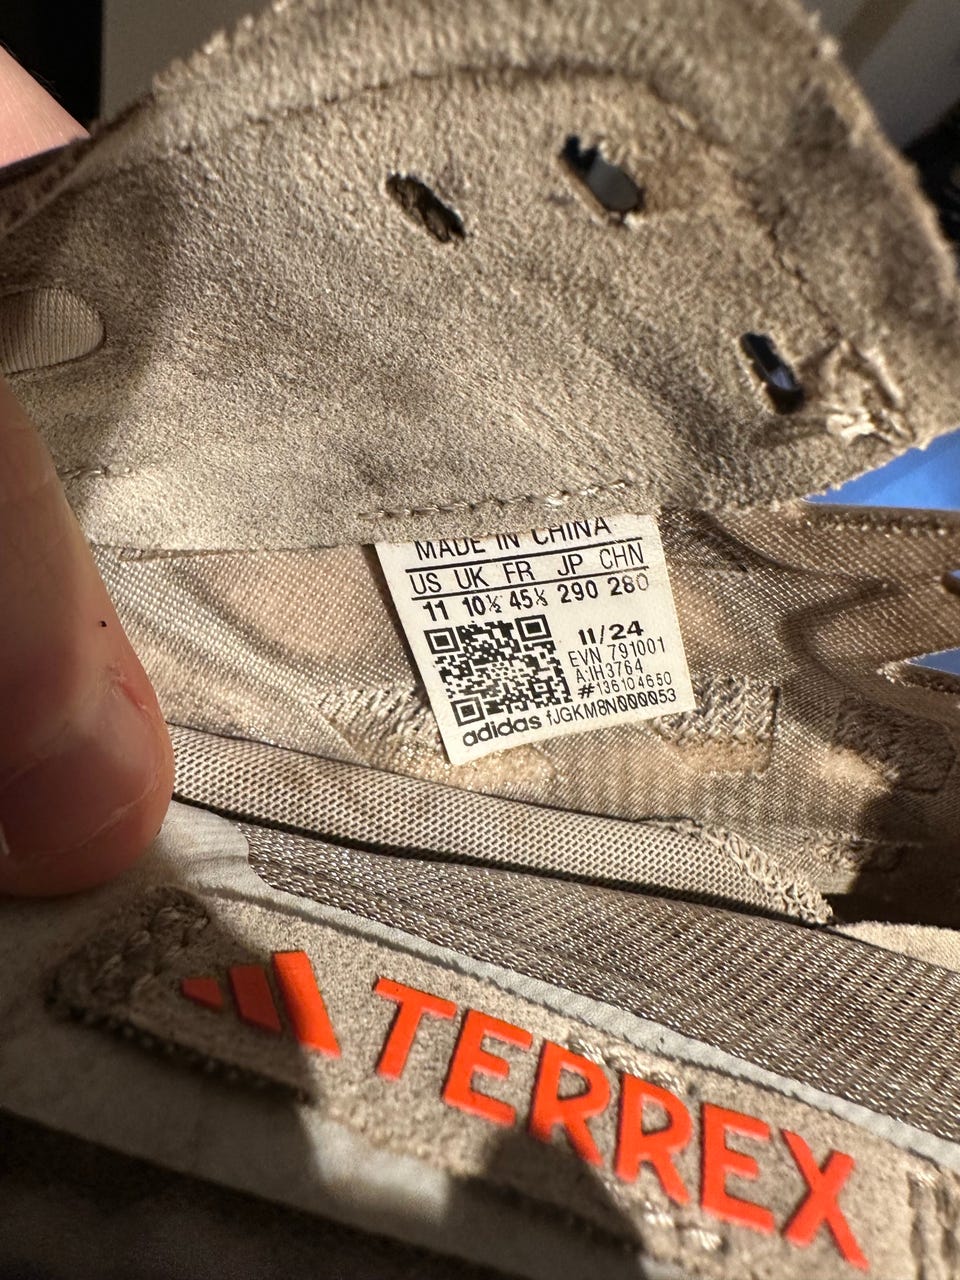 MADE IN CHINA
US UK FR JP CHN
11 10½ 45⅓ 290 280
11/24
EVN 791001
A:IH3764
#136104650
adidas fJGKM8N000053
TERREX